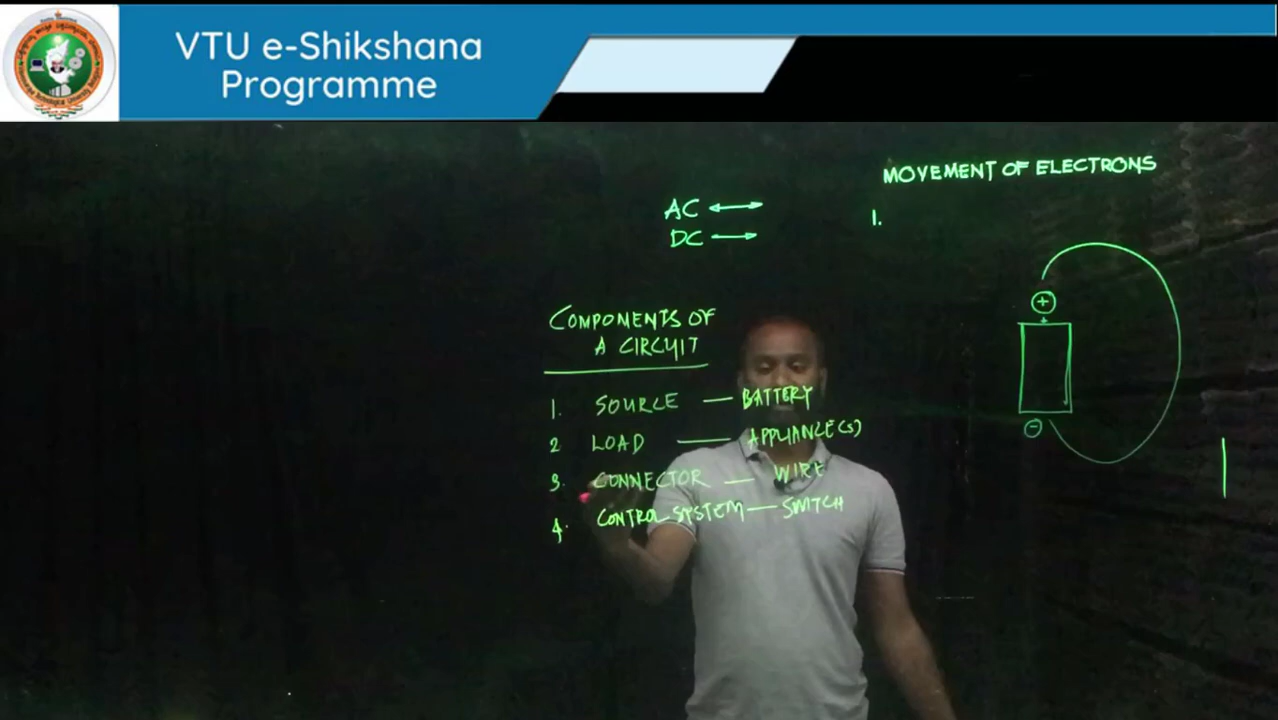 VTU e-Shikshana
Programme
MOVEMENT OF ELECTRONS
1.
AC ⟷
DC ⟶
+
+
-
COMPONENTS OF
A CIRCUIT
1. SOURCE — BATTERY
2 LOAD — APPLIANCE(S)
3. CONNECTOR — WIRE
4. CONTROL SYSTEM — SWITCH